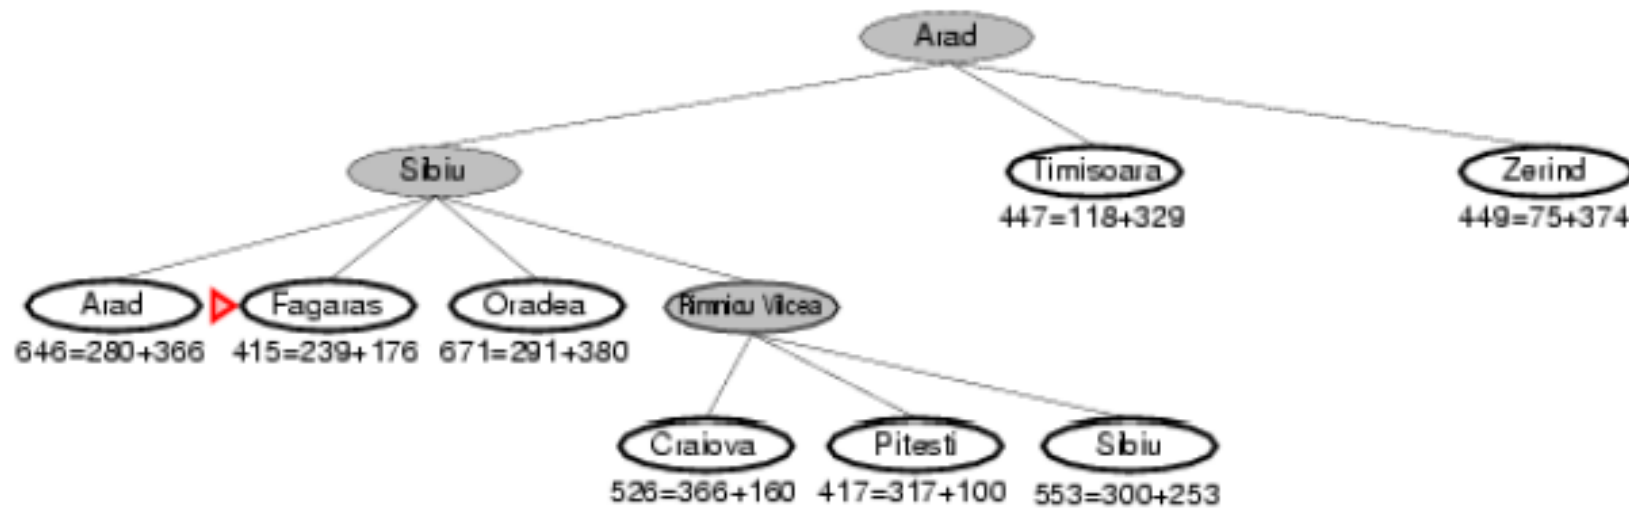 Arad
Sibiu
Timisoara
Zerind
447=118+329
449=75+374
Arad
Fagaras
Oradea
Rimnicu Vilcea
646=280+366
415=239+176
671=291+380
Craiova
Pitesti
Sibiu
526=366+160
417=317+100
553=300+253